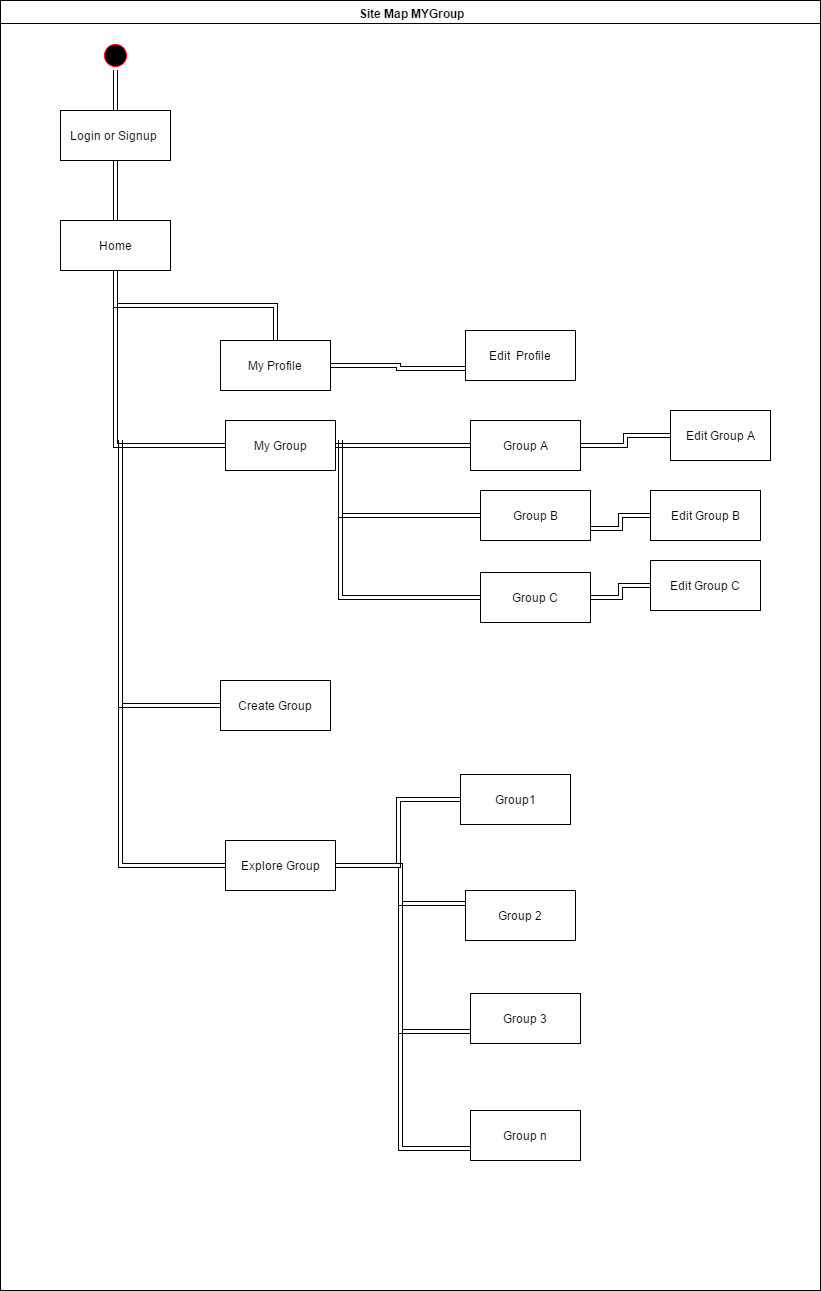 Site Map MYGroup
Login or Signup
Home
My Profile
Edit  Profile
My Group
Group A
Edit Group A
Group B
Edit Group B
Group C
Edit Group C
Create Group
Group1
Explore Group
Group 2
Group 3
Group n